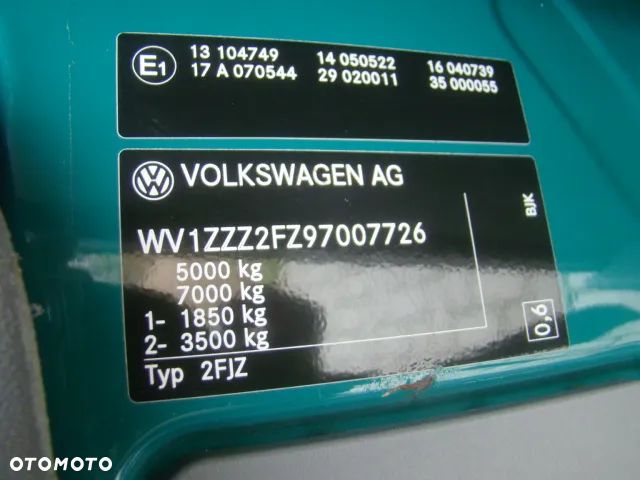 E1 13 104749 14 050522 16 040739
17 A 070544 29 020011 35 000055
VOLKSWAGEN AG
WV1ZZZ2FZ97007726
5000 kg
7000 kg
1- 1850 kg
2- 3500 kg
Typ 2FJZ
BJK
0,6
OTOMOTO